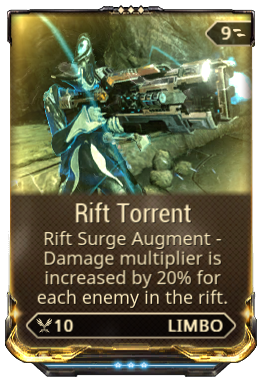 9
Rift Torrent
Rift Surge Augment -
Damage multiplier is
increased by 20% for
each enemy in the rift.
10 LIMBO